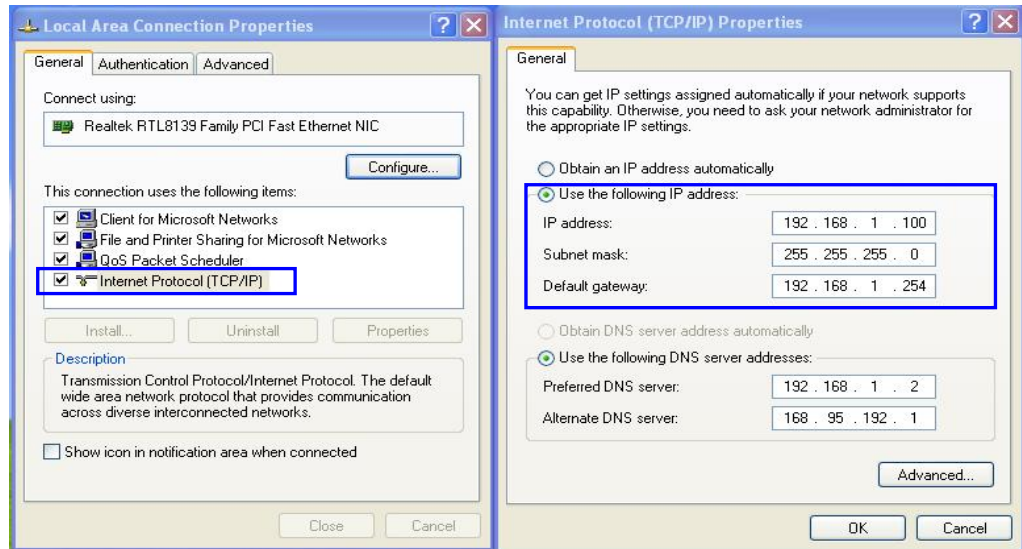 Local Area Connection Properties
General Authentication Advanced
Connect using:
Realtek RTL8139 Family PCI Fast Ethernet NIC
Configure...
This connection uses the following items:
Client for Microsoft Networks
File and Printer Sharing for Microsoft Networks
QoS Packet Scheduler
Internet Protocol (TCP/IP)
Install... Uninstall Properties
Description
Transmission Control Protocol/Internet Protocol. The default
wide area network protocol that provides communication
across diverse interconnected networks.
Show icon in notification area when connected
Close Cancel
Internet Protocol (TCP/IP) Properties
General
You can get IP settings assigned automatically if your network supports
this capability. Otherwise, you need to ask your network administrator for
the appropriate IP settings.
Obtain an IP address automatically
Use the following IP address:
IP address: 192 . 168 . 1 . 100
Subnet mask: 255 . 255 . 255 . 0
Default gateway: 192 . 168 . 1 . 254
Obtain DNS server address automatically
Use the following DNS server addresses:
Preferred DNS server: 192 . 168 . 1 . 2
Alternate DNS server: 168 . 95 . 192 . 1
Advanced...
OK Cancel